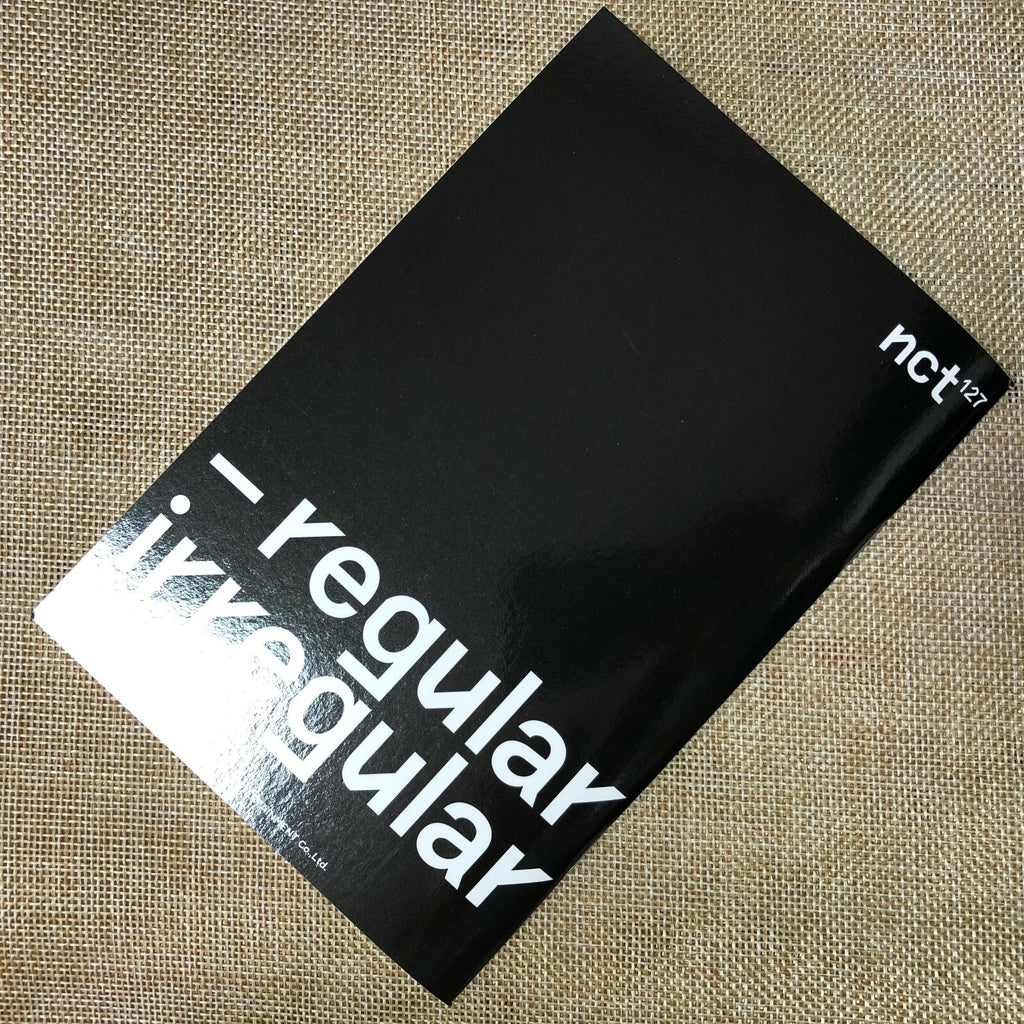 nct127
– regular
irregular
Co.,Ltd.